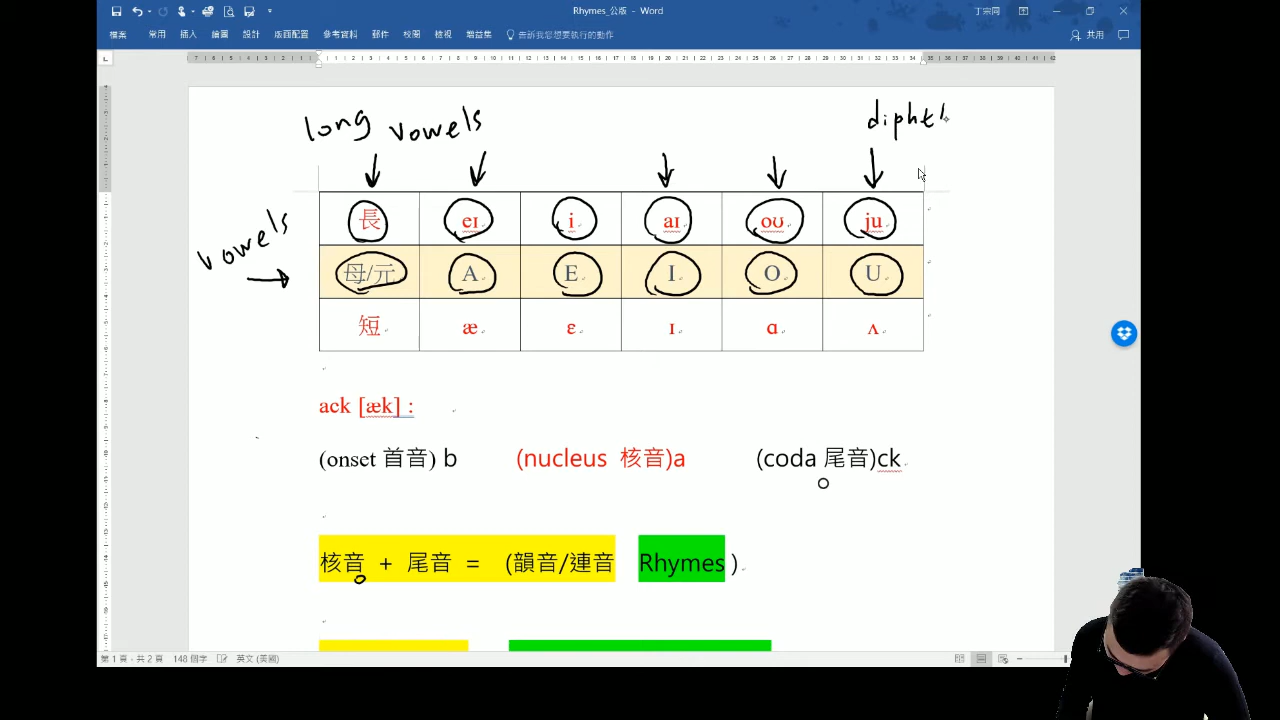 Rhymes_公版 - Word
丁宗同
檔案 常用 插入 繪圖 設計 版面配置 參考資料 郵件 校閱 檢視 增益集 告訴我您想要執行的動作 共用
long vowels
dipht
vowels
長 eɪ i aɪ oʊ ju
母/元 A E I O U
短 æ ɛ ɪ ɑ ʌ
ack [æk] :
(onset 首音) b (nucleus 核音)a (coda 尾音)ck
核音 + 尾音 = (韻音/連音 Rhymes )
第 1 頁，共 2 頁 148 個字 英文 (美國)